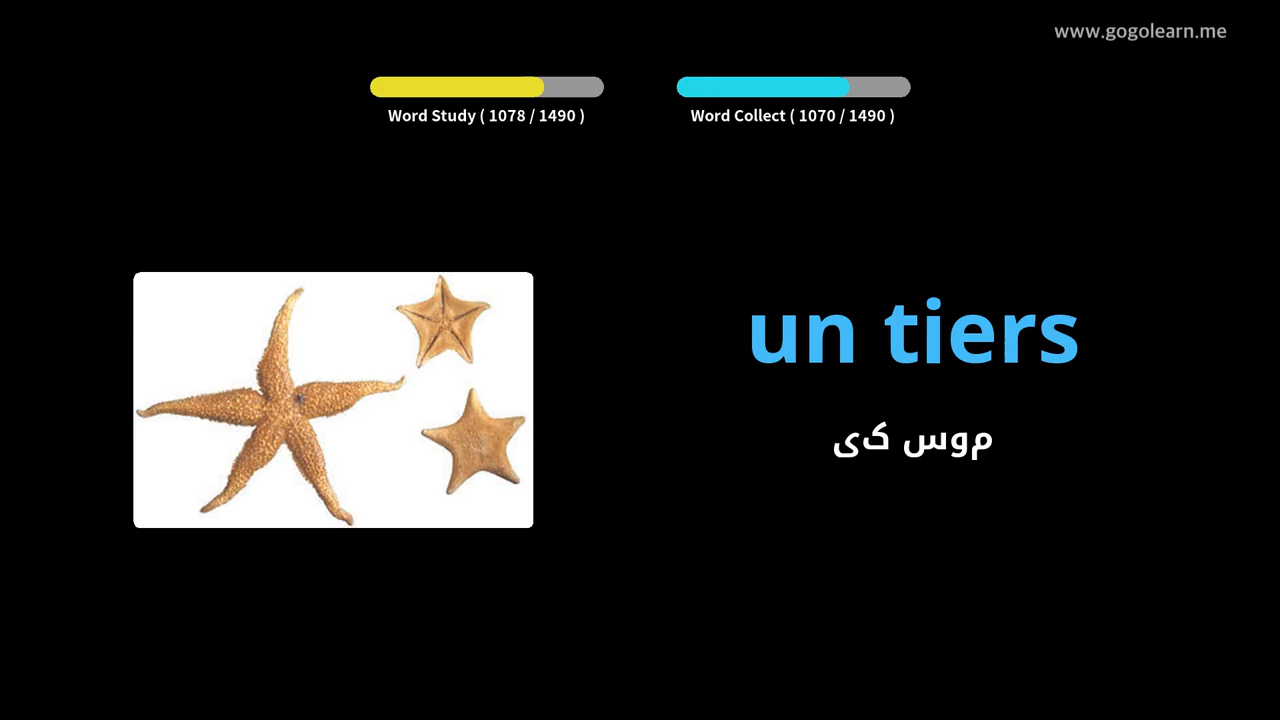 www.gogolearn.me
Word Study ( 1078 / 1490 )
Word Collect ( 1070 / 1490 )
un tiers
موس کی